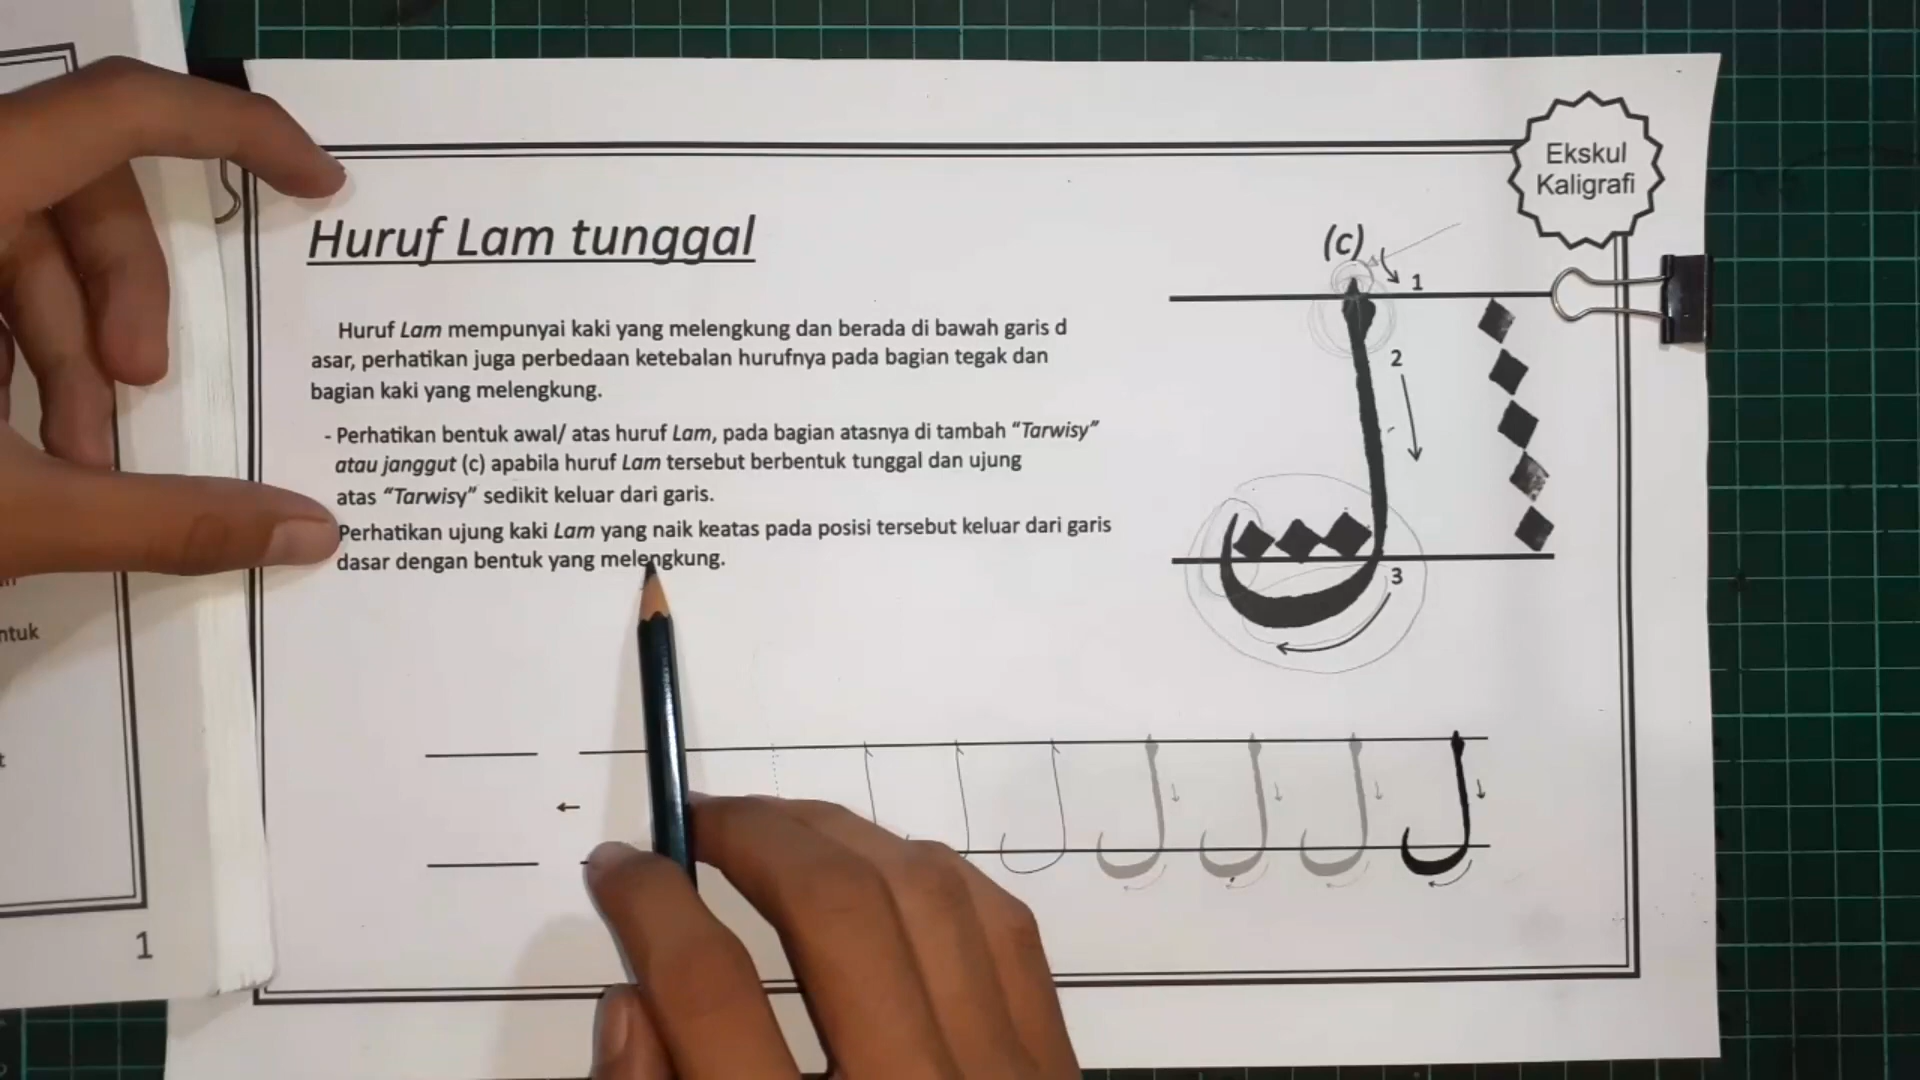 Ekskul
Kaligrafi
Huruf Lam tunggal
Huruf Lam mempunyai kaki yang melengkung dan berada di bawah garis d
asar, perhatikan juga perbedaan ketebalan hurufnya pada bagian tegak dan
bagian kaki yang melengkung.
- Perhatikan bentuk awal/ atas huruf Lam, pada bagian atasnya di tambah “Tarwisy”
atau janggut (c) apabila huruf Lam tersebut berbentuk tunggal dan ujung
atas “Tarwisy” sedikit keluar dari garis.
Perhatikan ujung kaki Lam yang naik keatas pada posisi tersebut keluar dari garis
dasar dengan bentuk yang melengkung.
(c)
1
2
3
ل
ل ل ل ل ل
ntuk
1